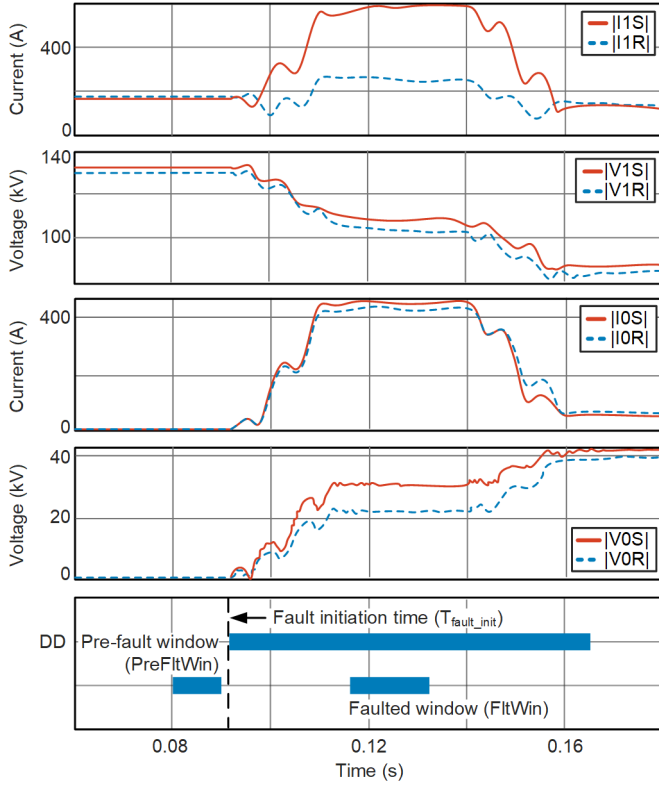 Current (A)
400
0
|I1S|
|I1R|
Voltage (kV)
140
100
|V1S|
|V1R|
Current (A)
400
0
|I0S|
|I0R|
Voltage (kV)
40
20
0
|V0S|
|V0R|
DD
Fault initiation time (T_fault_init)
Pre-fault window
(PreFltWin)
Faulted window (FltWin)
0.08
0.12
0.16
Time (s)